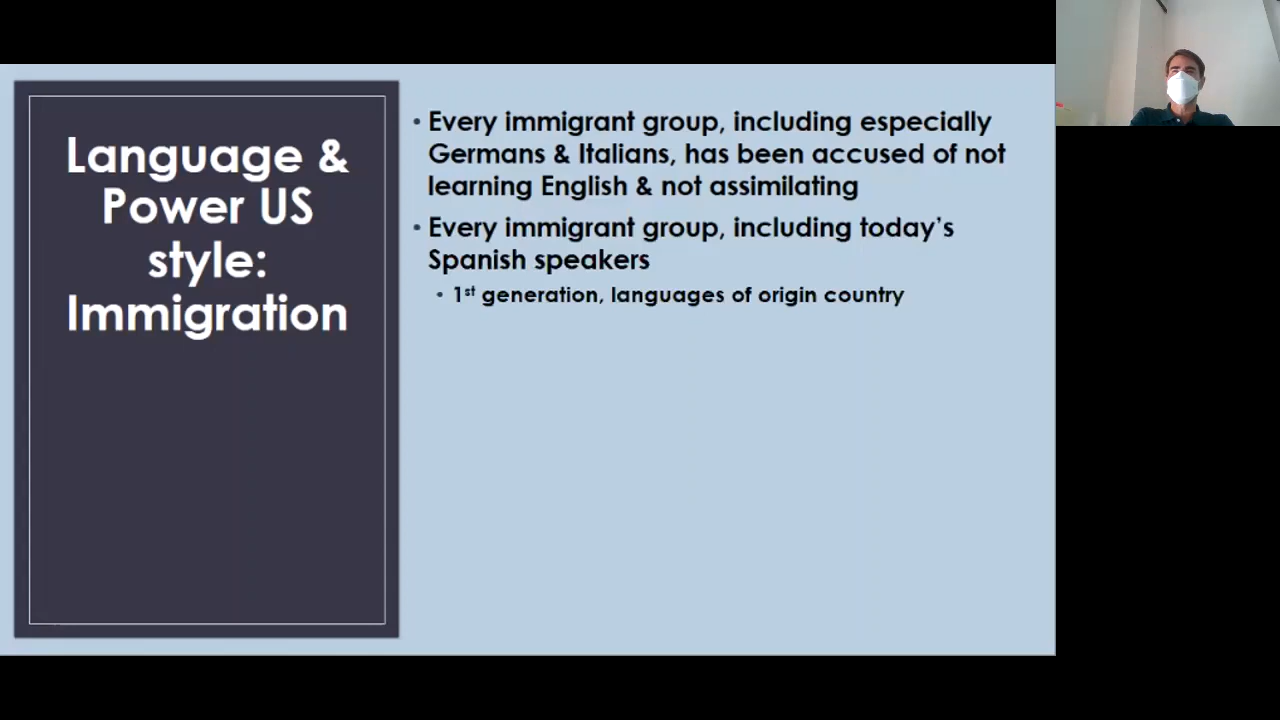 Language &
Power US
style:
Immigration
• Every immigrant group, including especially
Germans & Italians, has been accused of not
learning English & not assimilating
• Every immigrant group, including today’s
Spanish speakers
• 1st generation, languages of origin country